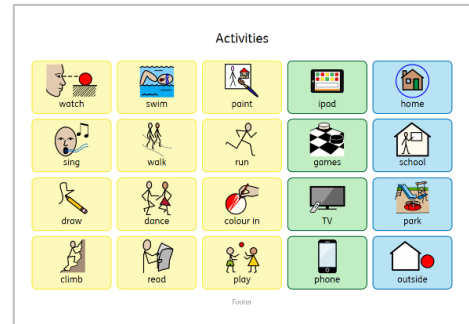 Activities
watch swim paint ipad home
sing walk run games school
draw dance colour in TV park
climb read play phone outside
Footer